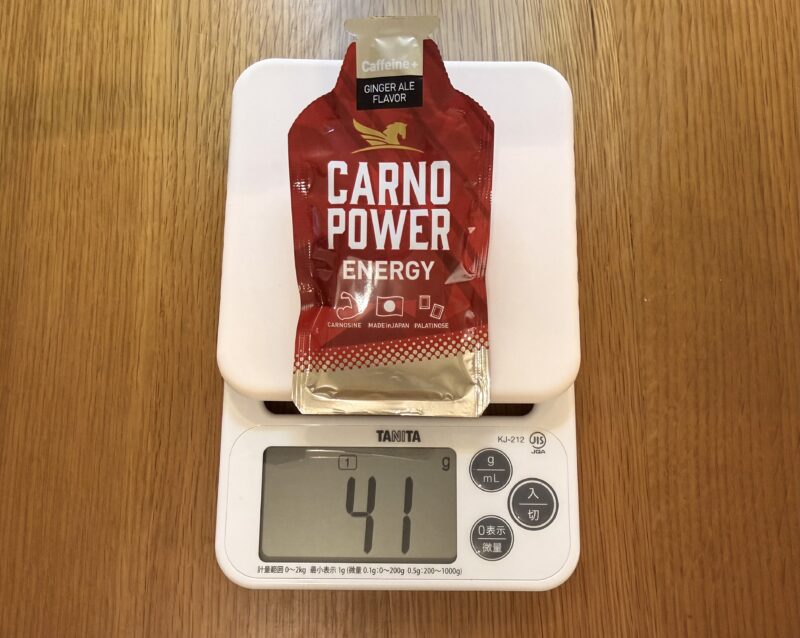 Caffeine+
GINGER ALE
FLAVOR
CARNO
POWER
ENERGY
CARNOSINE MADE in JAPAN PALATINOSE
TANITA
KJ-212 JIS
JQA
1 g
41
g
mL
入
切
0表示
微量
計量範囲 0〜2kg 最小表示 1g (微量 0.1g:0〜200g 0.5g:200〜1000g)